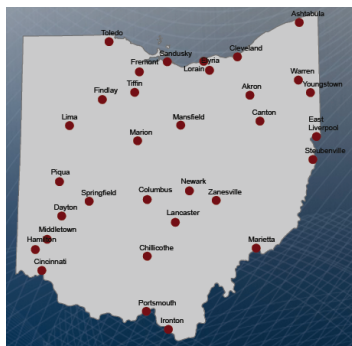 Ashtabula
Toledo
Cleveland
Sandusky
Elyria
Fremont
Lorain
Warren
Tiffin
Youngstown
Findlay
Akron
Lima
Mansfield
Canton
East
Liverpool
Marion
Steubenville
Piqua
Newark
Springfield
Columbus
Zanesville
Dayton
Lancaster
Middletown
Hamilton
Marietta
Chillicothe
Cincinnati
Portsmouth
Ironton